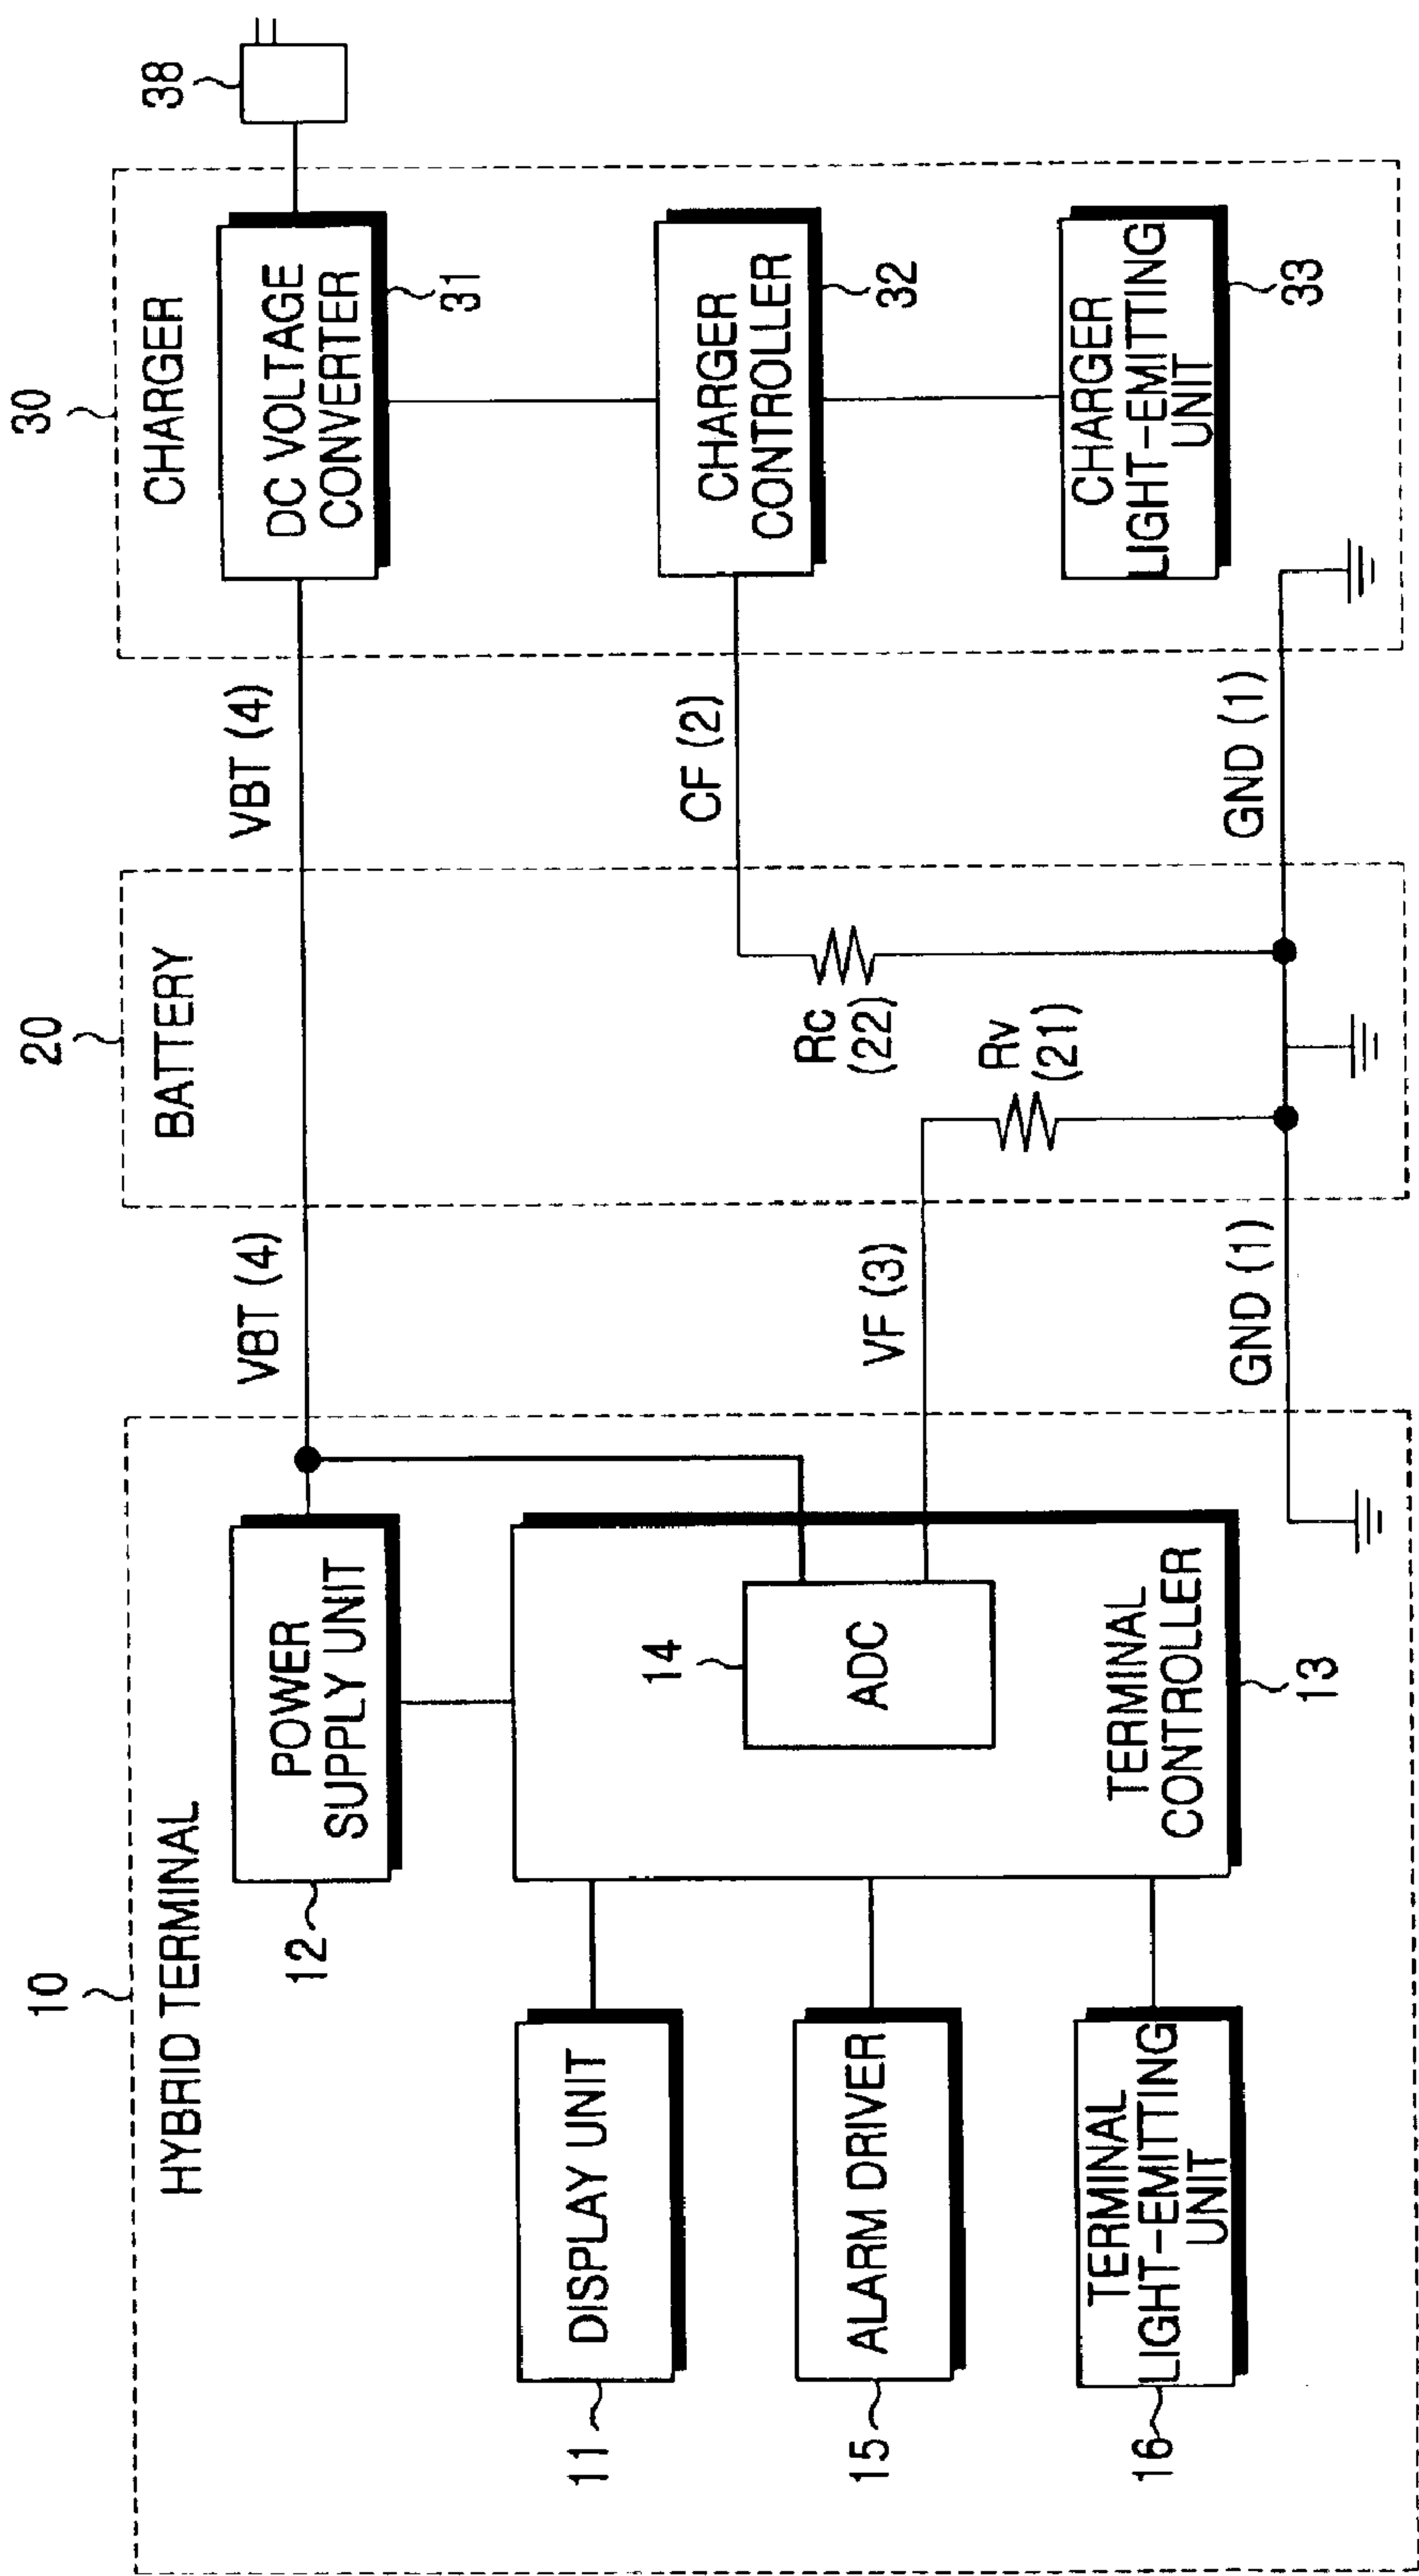 10
HYBRID TERMINAL
12
POWER
SUPPLY UNIT
11
DISPLAY UNIT
15
ALARM DRIVER
16
TERMINAL
LIGHT-EMITTING
UNIT
14
ADC
TERMINAL
CONTROLLER
13
VBT (4)
VF (3)
GND (1)
20
BATTERY
Rc
(22)
Rv
(21)
VBT (4)
CF (2)
GND (1)
30
CHARGER
DC VOLTAGE
CONVERTER
31
CHARGER
CONTROLLER
32
CHARGER
LIGHT-EMITTING
UNIT
33
38